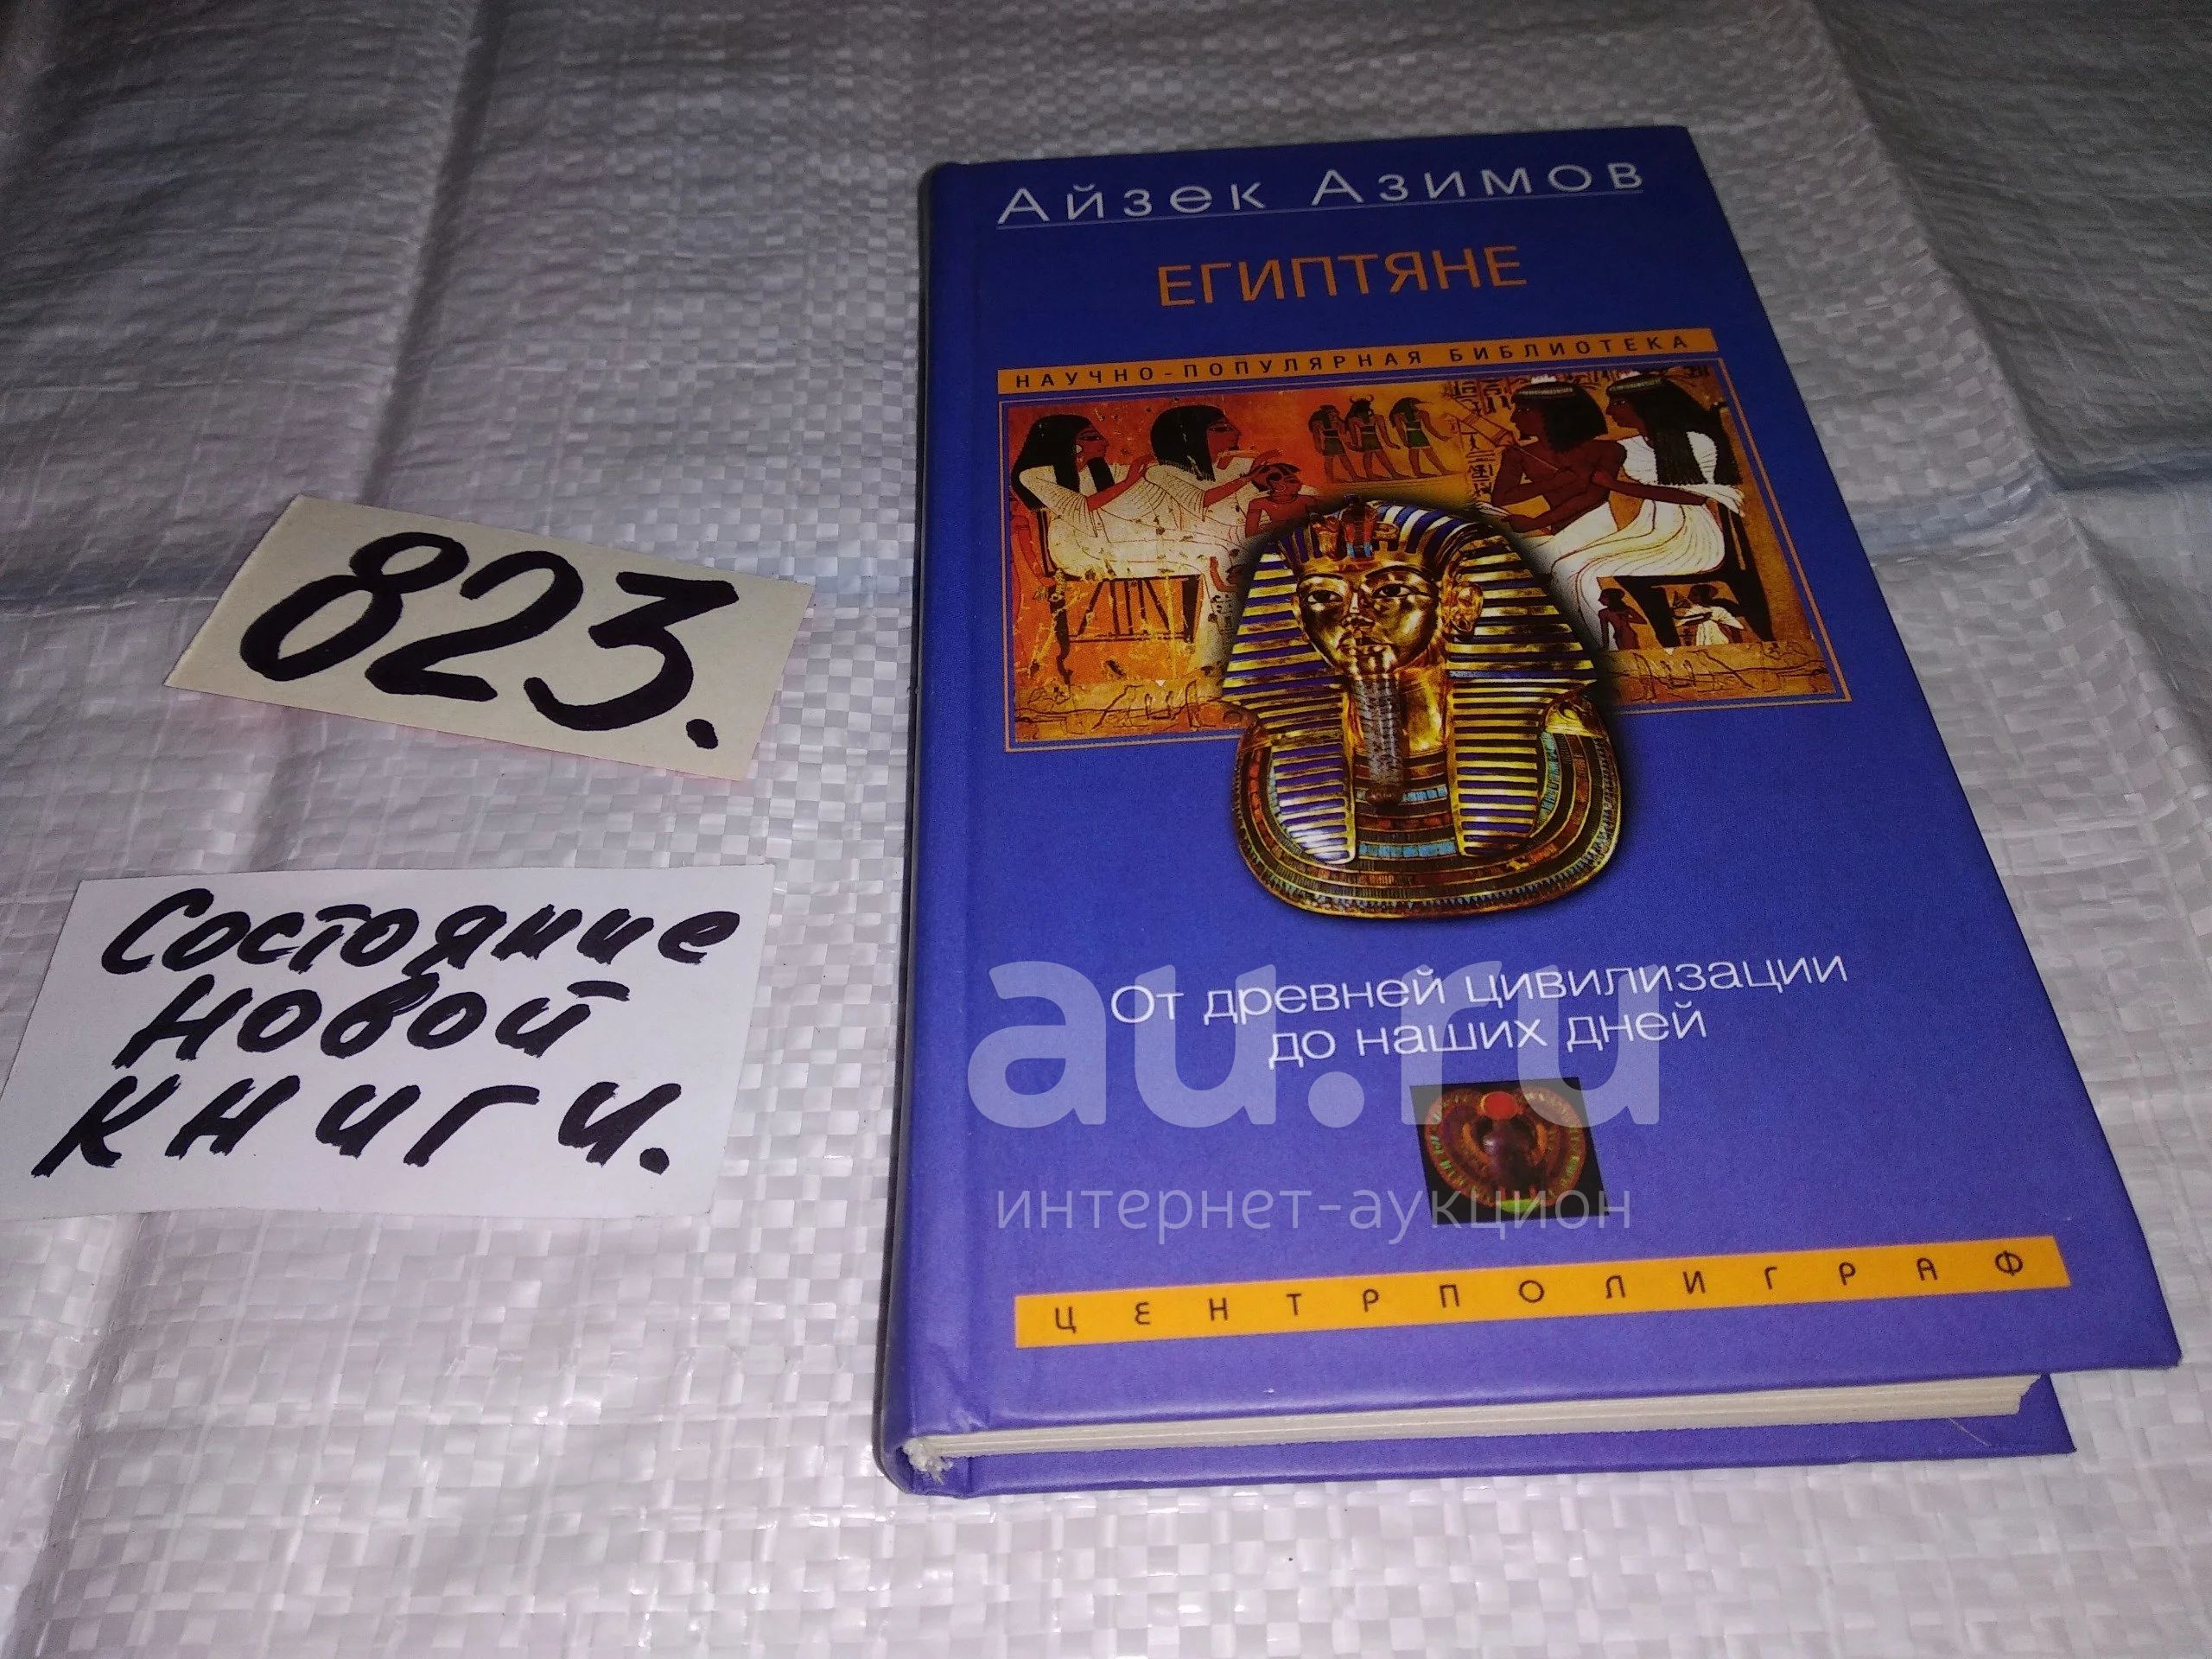 Айзек Азимов
ЕГИПТЯНЕ
НАУЧНО-ПОПУЛЯРНАЯ БИБЛИОТЕКА
823.
Состояние
новой
книги.
От древней цивилизации
до наших дней
au.ru
интернет-аукцион
ЦЕНТРПОЛИГРАФ